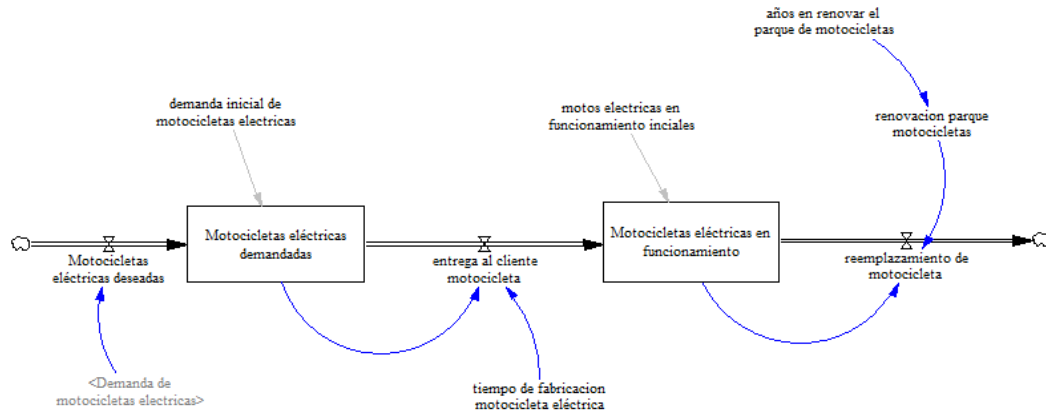 años en renovar el
parque de motocicletas
demanda inicial de
motocicletas electricas
motos electricas en
funcionamiento inciales
renovacion parque
motocicletas
Motocicletas eléctricas
demandadas
Motocicletas eléctricas en
funcionamiento
Motocicletas
eléctricas deseadas
entrega al cliente
motocicleta
reemplazamiento de
motocicleta
<Demanda de
motocicletas electricas>
tiempo de fabricacion
motocicleta eléctrica